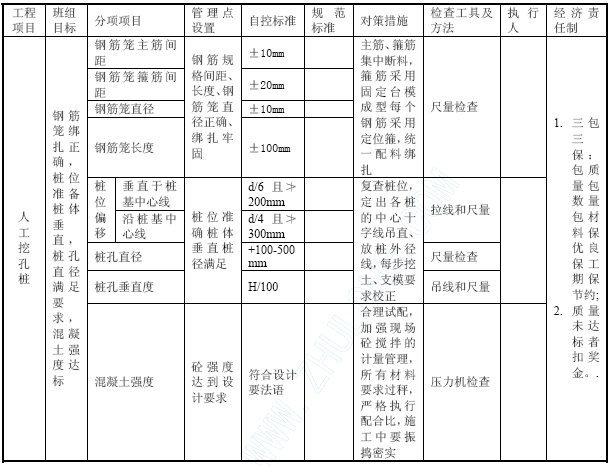 工程
项目
班组
目标
分项项目
管理点
设置
自控标准
规范
标准
对策措施
检查工具及
方法
执行
人
经济责
任制
人
工
挖
孔
桩
钢筋
笼绑
扎正
确,
桩位
准备
桩体
垂
直,
桩孔
直径
满足
要
求,
混凝
土强
度达
标
钢筋笼主筋间
距
钢筋规
格间距、
长度、钢
筋笼直
径正确、
绑扎牢
固
±10mm
主筋、箍筋
集中断料,
箍筋采用
固定台模
成型每个
钢筋采用
定位箍,统
一配料绑
扎
尺量检查
钢筋笼箍筋间
距
±20mm
钢筋笼直径
±10mm
钢筋笼长度
±100mm
桩
位
偏
移
垂直于桩
基中心线
桩位准
确桩体
垂直桩
径满足
d/6 且>
200mm
复查桩位,
定出各桩
的中心十
字线吊直、
放桩外径
线,每步挖
土、支模要
求校正
拉线和尺量
沿桩基中
心线
d/4 且>
300mm
桩孔直径
+100-500
mm
尺量检查
桩孔垂直度
H/100
吊线和尺量
混凝土强度
砼强度
达到设
计要求
符合设计
要法语
合理试配,
加强现场
砼搅拌的
计量管理,
所有材料
要求过秤,
严格执行
配合比,施
工中要振
捣密实
压力机检查
1. 三包
三
保:
包质
量包
数量
包材
料保
优良
保工
期保
节约;
2. 质量
未达
标者
扣奖
金。.